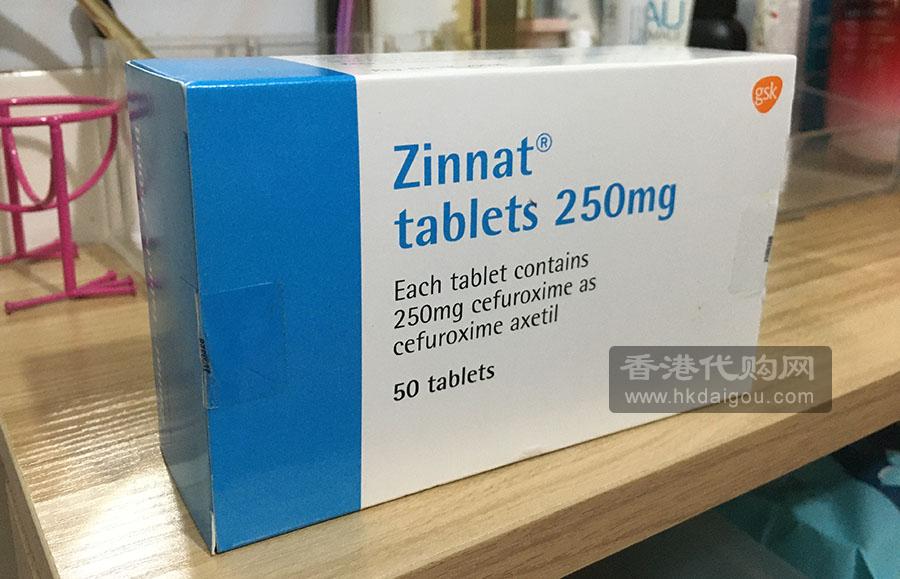 AU
gsk
Zinnat®
tablets 250mg
Each tablet contains
250mg cefuroxime as
cefuroxime axetil
50 tablets
香港代购网
www.hkdaigou.com